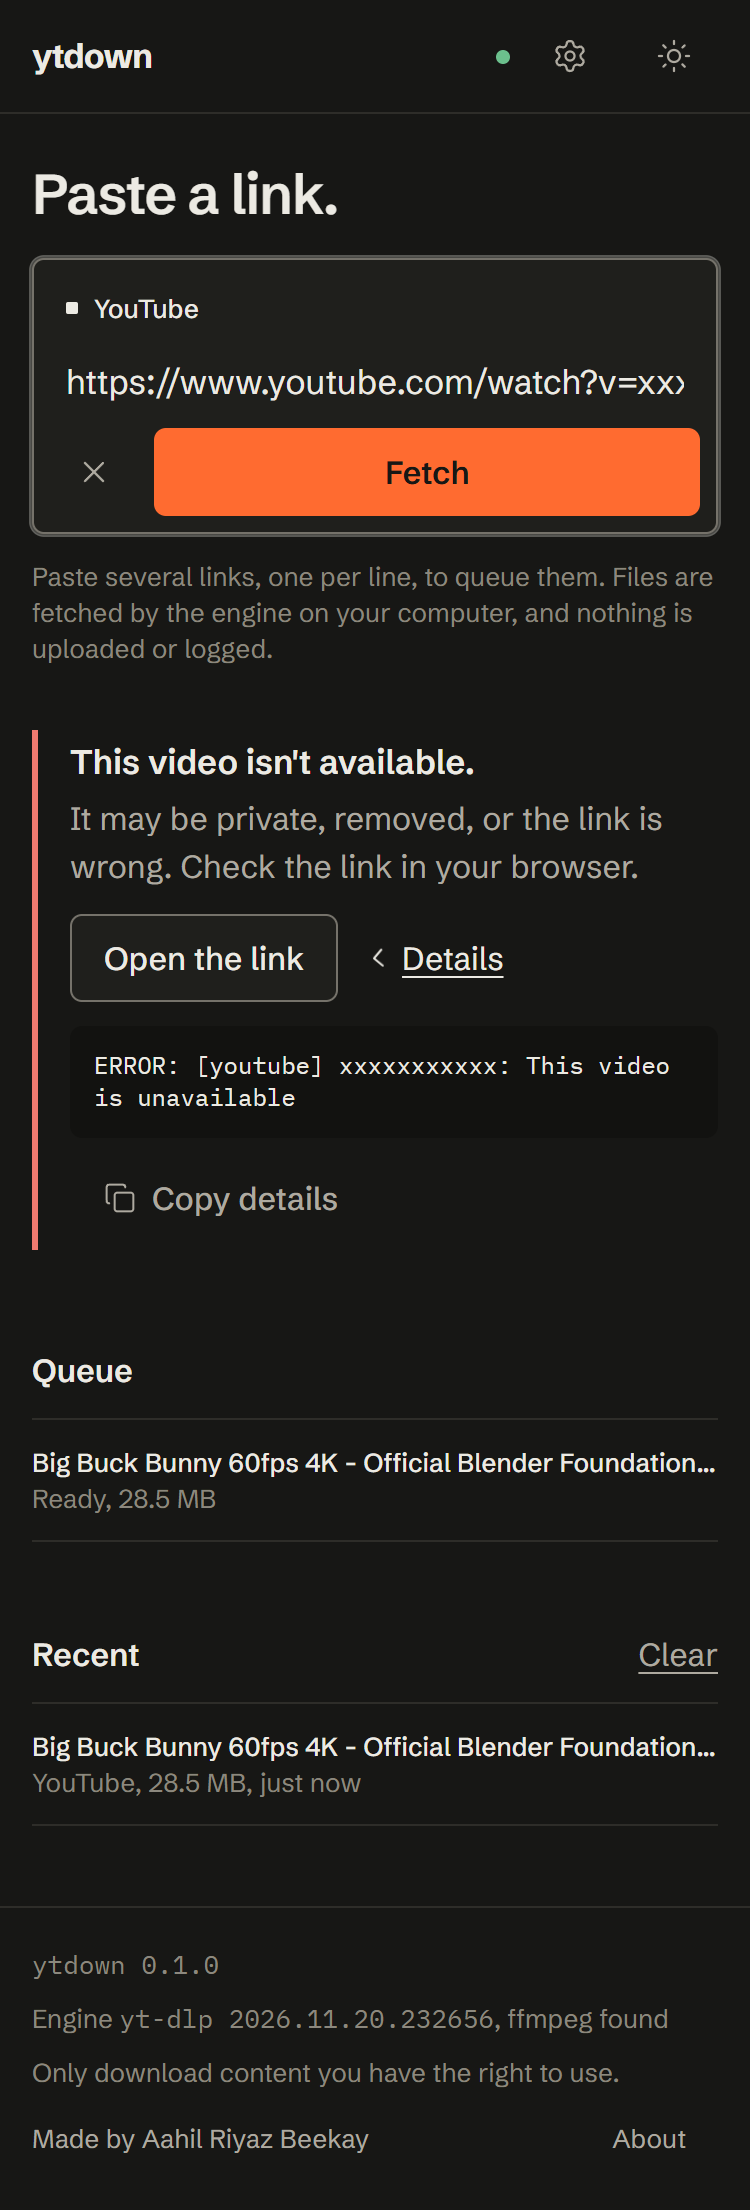 ytdown
Paste a link.
YouTube
https://www.youtube.com/watch?v=xxx
Fetch
Paste several links, one per line, to queue them. Files are
fetched by the engine on your computer, and nothing is
uploaded or logged.
This video isn't available.
It may be private, removed, or the link is
wrong. Check the link in your browser.
Open the link
Details
ERROR: [youtube] xxxxxxxxxxx: This video
is unavailable
Copy details
Queue
Big Buck Bunny 60fps 4K - Official Blender Foundation...
Ready, 28.5 MB
Recent
Clear
Big Buck Bunny 60fps 4K - Official Blender Foundation...
YouTube, 28.5 MB, just now
ytdown 0.1.0
Engine yt-dlp 2026.11.20.232656, ffmpeg found
Only download content you have the right to use.
Made by Aahil Riyaz Beekay
About